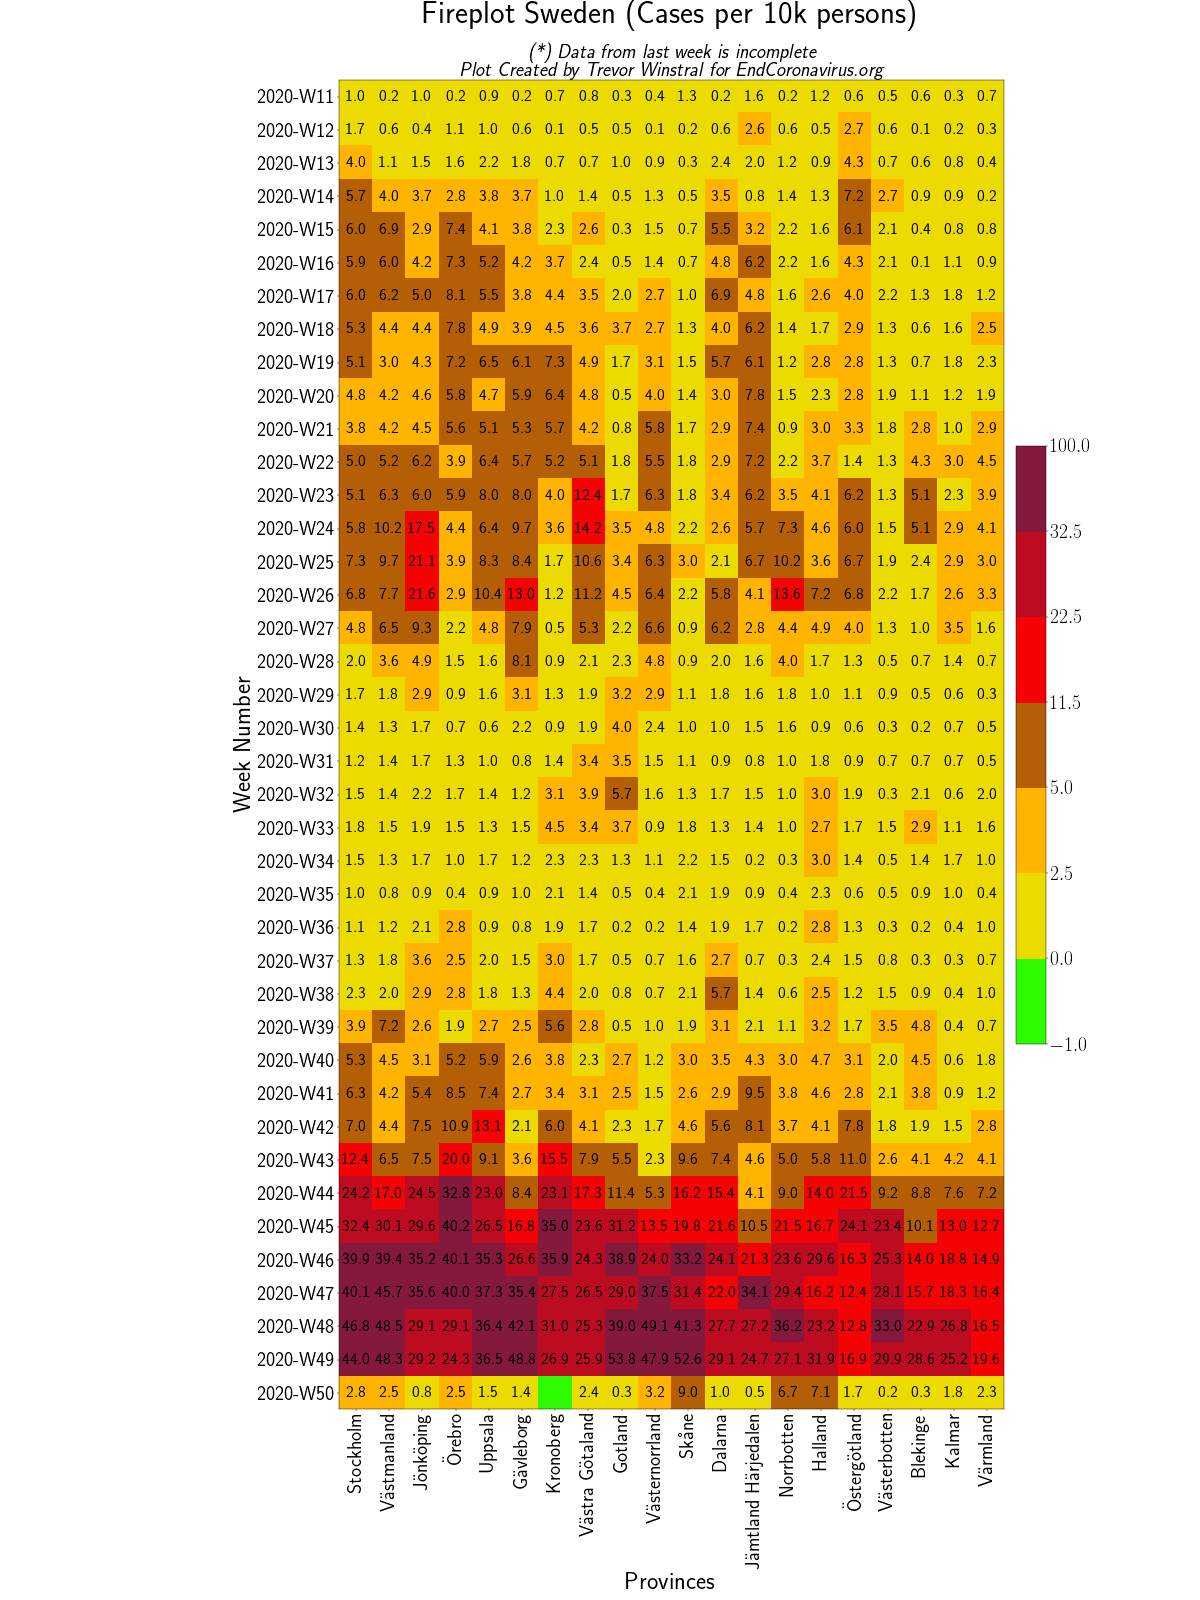 Fireplot Sweden (Cases per 10k persons)
(*) Data from last week is incomplete
Plot Created by Trevor Winstral for EndCoronavirus.org
2020-W11 1.0 0.2 1.0 0.2 0.9 0.2 0.7 0.8 0.3 0.4 1.3 0.2 1.6 0.2 1.2 0.6 0.5 0.6 0.3 0.7
2020-W12 1.7 0.6 0.4 1.1 1.0 0.6 0.1 0.5 0.5 0.1 0.2 0.6 2.6 0.6 0.5 2.7 0.6 0.1 0.2 0.3
2020-W13 4.0 1.1 1.5 1.6 2.2 1.8 0.7 0.7 1.0 0.9 0.3 2.4 2.0 1.2 0.9 4.3 0.7 0.6 0.8 0.4
2020-W14 5.7 4.0 3.7 2.8 3.8 3.7 1.0 1.4 0.5 1.3 0.5 3.5 0.8 1.4 1.3 7.2 2.7 0.9 0.9 0.2
2020-W15 6.0 6.9 2.9 7.4 4.1 3.8 2.3 2.6 0.3 1.5 0.7 5.5 3.2 2.2 1.6 6.1 2.1 0.4 0.8 0.8
2020-W16 5.9 6.0 4.2 7.3 5.2 4.2 3.7 2.4 0.5 1.4 0.7 4.8 6.2 2.2 1.6 4.3 2.1 0.1 1.1 0.9
2020-W17 6.0 6.2 5.0 8.1 5.5 3.8 4.4 3.5 2.0 2.7 1.0 6.9 4.8 1.6 2.6 4.0 2.2 1.3 1.8 1.2
2020-W18 5.3 4.4 4.4 7.8 4.9 3.9 4.5 3.6 3.7 2.7 1.3 4.0 6.2 1.4 1.7 2.9 1.3 0.6 1.6 2.5
2020-W19 5.1 3.0 4.3 7.2 6.5 6.1 7.3 4.9 1.7 3.1 1.5 5.7 6.1 1.2 2.8 2.8 1.3 0.7 1.8 2.3
2020-W20 4.8 4.2 4.6 5.8 4.7 5.9 6.4 4.8 0.5 4.0 1.4 3.0 7.8 1.5 2.3 2.8 1.9 1.1 1.2 1.9
2020-W21 3.8 4.2 4.5 5.6 5.1 5.3 5.7 4.2 0.8 5.8 1.7 2.9 7.4 0.9 3.0 3.3 1.8 2.8 1.0 2.9
2020-W22 5.0 5.2 6.2 3.9 6.4 5.7 5.2 5.1 1.8 5.5 1.8 2.9 7.2 2.2 3.7 1.4 1.3 4.3 3.0 4.5
100.0
2020-W23 5.1 6.3 6.0 5.9 8.0 8.0 4.0 12.4 1.7 6.3 1.8 3.4 6.2 3.5 4.1 6.2 1.3 5.1 2.3 3.9
2020-W24 5.8 10.2 17.5 4.4 6.4 9.7 3.6 14.2 3.5 4.8 2.2 2.6 5.7 7.3 4.6 6.0 1.5 5.1 2.9 4.1
32.5
2020-W25 7.3 9.7 21.1 3.9 8.3 8.4 1.7 10.6 3.4 6.3 3.0 2.1 6.7 10.2 3.6 6.7 1.9 2.4 2.9 3.0
2020-W26 6.8 7.7 21.6 2.9 10.4 13.0 1.2 11.2 4.5 6.4 2.2 5.8 4.1 13.6 7.2 6.8 2.2 1.7 2.6 3.3
22.5
2020-W27 4.8 6.5 9.3 2.2 4.8 7.9 0.5 5.3 2.2 6.6 0.9 6.2 2.8 4.4 4.9 4.0 1.3 1.0 3.5 1.6
2020-W28 2.0 3.6 4.9 1.5 1.6 8.1 0.9 2.1 2.3 4.8 0.9 2.0 1.6 4.0 1.7 1.3 0.5 0.7 1.4 0.7
2020-W29 1.7 1.8 2.9 0.9 1.6 3.1 1.3 1.9 3.2 2.9 1.1 1.8 1.6 1.8 1.0 1.1 0.9 0.5 0.6 0.3
11.5
2020-W30 1.4 1.3 1.7 0.7 0.6 2.2 0.9 1.9 4.0 2.4 1.0 1.0 1.5 1.6 0.9 0.6 0.3 0.2 0.7 0.5
Week Number
2020-W31 1.2 1.4 1.7 1.3 1.0 0.8 1.4 3.4 3.5 1.5 1.1 0.9 0.8 1.0 1.8 0.9 0.7 0.7 0.7 0.5
5.0
2020-W32 1.5 1.4 2.2 1.7 1.4 1.2 3.1 3.9 5.7 1.6 1.3 1.7 1.5 1.0 3.0 1.9 0.3 2.1 0.6 2.0
2020-W33 1.8 1.5 1.9 1.5 1.3 1.5 4.5 3.4 3.7 0.9 1.8 1.3 1.4 1.0 2.7 1.7 1.5 2.9 1.1 1.6
2020-W34 1.5 1.3 1.7 1.0 1.7 1.2 2.3 2.3 1.3 1.1 2.2 1.5 0.2 0.3 3.0 1.4 0.5 1.4 1.7 1.0
2.5
2020-W35 1.0 0.8 0.9 0.4 0.9 1.0 2.1 1.4 0.5 0.4 2.1 1.9 0.9 0.4 2.3 0.6 0.5 0.9 1.0 0.4
2020-W36 1.1 1.2 2.1 2.8 0.9 0.8 1.9 1.7 0.2 0.2 1.4 1.9 1.7 0.2 2.8 1.3 0.3 0.2 0.4 1.0
2020-W37 1.3 1.8 3.6 2.5 2.0 1.5 3.0 1.7 0.5 0.7 1.6 2.7 0.7 0.3 2.4 1.5 0.8 0.3 0.3 0.7
0.0
2020-W38 2.3 2.0 2.9 2.8 1.8 1.3 4.4 2.0 0.8 0.7 2.1 5.7 1.4 0.6 2.5 1.2 1.5 0.9 0.4 1.0
2020-W39 3.9 7.2 2.6 1.9 2.7 2.5 5.6 2.8 0.5 1.0 1.9 3.1 2.1 1.1 3.2 1.7 3.5 4.8 0.4 0.7
−1.0
2020-W40 5.3 4.5 3.1 5.2 5.9 2.6 3.8 2.3 2.7 1.2 3.0 3.5 4.3 3.0 4.7 3.1 2.0 4.5 0.6 1.8
2020-W41 6.3 4.2 5.4 8.5 7.4 2.7 3.4 3.1 2.5 1.5 2.6 2.9 9.5 3.8 4.6 2.8 2.1 3.8 0.9 1.2
2020-W42 7.0 4.4 7.5 10.9 13.1 2.1 6.0 4.1 2.3 1.7 4.6 5.6 8.1 3.7 4.1 7.8 1.8 1.9 1.5 2.8
2020-W43 12.4 6.5 7.5 20.0 9.1 3.6 15.5 7.9 5.5 2.3 9.6 7.4 4.6 5.0 5.8 11.0 2.6 4.1 4.2 4.1
2020-W44 24.2 17.0 24.5 32.8 23.0 8.4 23.1 17.3 11.4 5.3 16.2 15.4 4.1 9.0 14.0 21.5 9.2 8.8 7.6 7.2
2020-W45 32.4 30.1 29.6 40.2 26.5 16.8 35.0 23.6 31.2 13.5 19.8 21.6 10.5 21.5 16.7 24.1 23.4 10.1 13.0 12.7
2020-W46 39.9 39.4 35.2 40.1 35.3 26.6 35.9 24.3 38.9 24.0 33.2 24.1 21.3 23.6 29.6 16.3 25.3 14.0 18.8 14.9
2020-W47 40.1 45.7 35.6 40.0 37.3 35.4 27.5 26.5 29.0 37.5 31.4 22.0 34.1 29.4 16.2 12.4 28.1 15.7 18.3 16.4
2020-W48 46.8 48.5 29.1 29.1 36.4 42.1 31.0 25.3 39.0 49.1 41.3 27.7 27.2 36.2 23.2 12.8 33.0 22.9 26.8 16.5
2020-W49 44.0 48.3 29.2 24.3 36.5 48.8 26.9 25.9 53.8 47.9 52.6 29.1 24.7 27.1 31.9 16.9 29.9 28.6 25.2 19.6
2020-W50 2.8 2.5 0.8 2.5 1.5 1.4 2.4 0.3 3.2 9.0 1.0 0.5 6.7 7.1 1.7 0.2 0.3 1.8 2.3
Stockholm
Västmanland
Jönköping
Örebro
Uppsala
Gävleborg
Kronoberg
Västra Götaland
Gotland
Västernorrland
Skåne
Dalarna
Jämtland Härjedalen
Norrbotten
Halland
Östergötland
Västerbotten
Blekinge
Kalmar
Värmland
Provinces